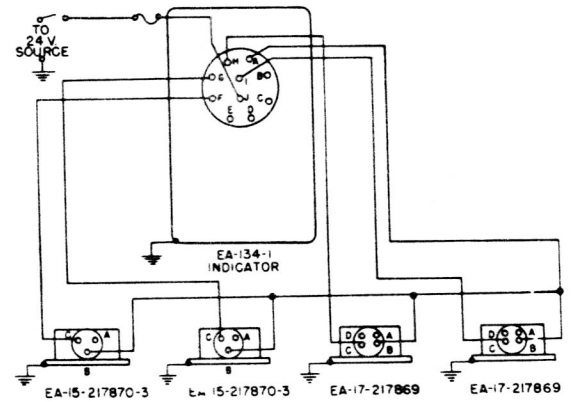 TO
24 V
SOURCE
H A
G I B
F J C
E D
EA-134-1
INDICATOR
C A
B
C A
B
D A
C B
D A
C B
EA-15-217870-3
EA 15-217870-3
EA-17-217869
EA-17-217869